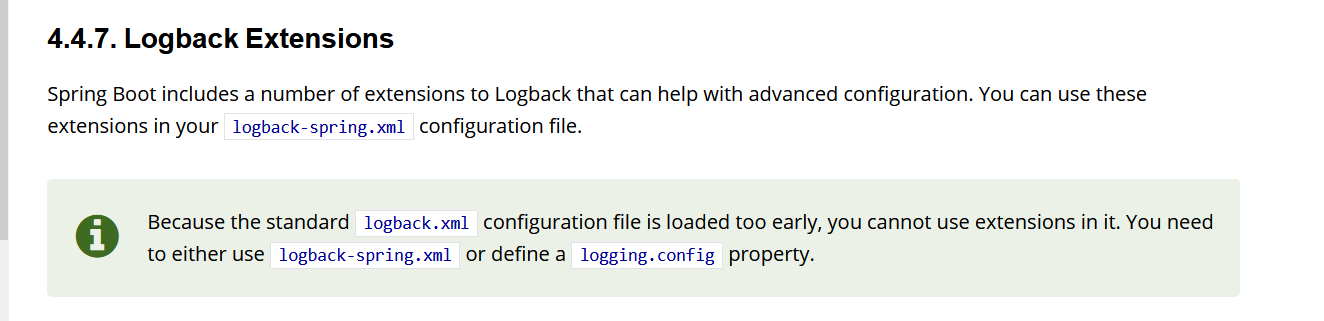 4.4.7. Logback Extensions
Spring Boot includes a number of extensions to Logback that can help with advanced configuration. You can use these
extensions in your logback-spring.xml configuration file.
Because the standard logback.xml configuration file is loaded too early, you cannot use extensions in it. You need
to either use logback-spring.xml or define a logging.config property.